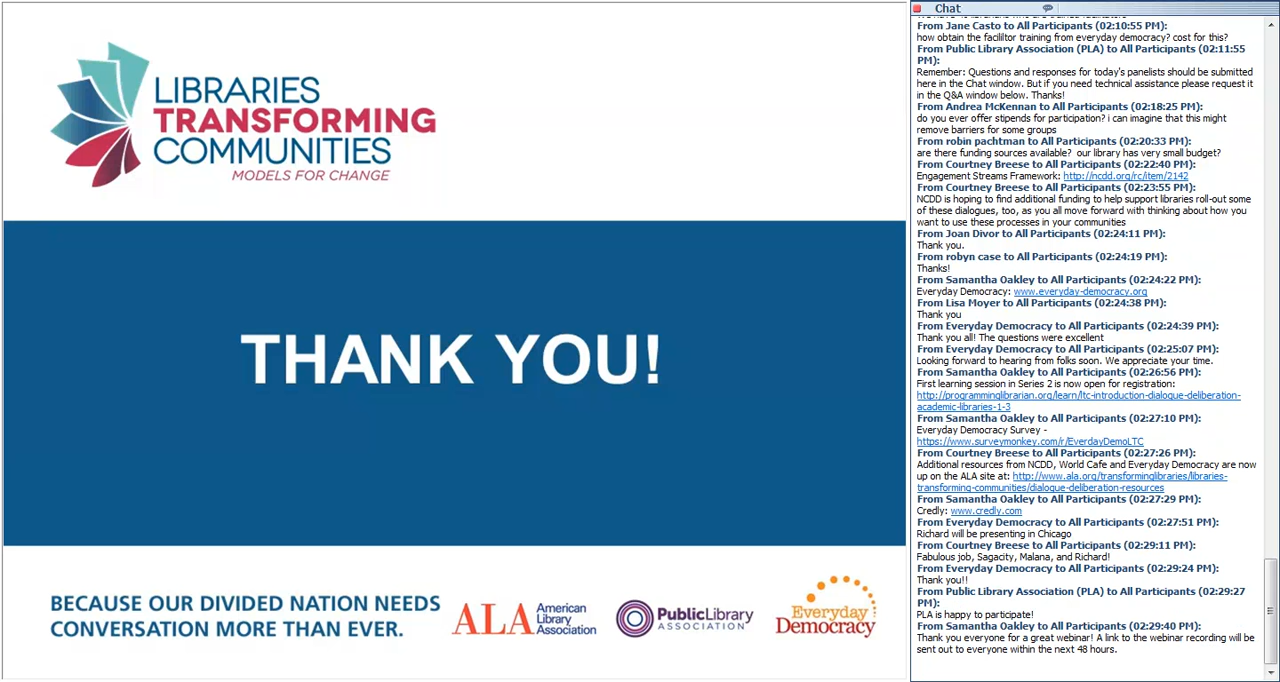 LIBRARIES
TRANSFORMING
COMMUNITIES
MODELS FOR CHANGE
THANK YOU!
BECAUSE OUR DIVIDED NATION NEEDS
CONVERSATION MORE THAN EVER.
ALA American
Library
Association
PublicLibrary
ASSOCIATION
Everyday
Democracy
Chat
From Jane Casto to All Participants (02:10:55 PM):
how obtain the facililtor training from everyday democracy? cost for this?
From Public Library Association (PLA) to All Participants (02:11:55
PM):
Remember: Questions and responses for today's panelists should be submitted
here in the Chat window. But if you need technical assistance please request it
in the Q&A window below. Thanks!
From Andrea McKennan to All Participants (02:18:25 PM):
do you ever offer stipends for participation? i can imagine that this might
remove barriers for some groups
From robin pachtman to All Participants (02:20:33 PM):
are there funding sources available? our library has very small budget?
From Courtney Breese to All Participants (02:22:40 PM):
Engagement Streams Framework: http://ncdd.org/rc/item/2142
From Courtney Breese to All Participants (02:23:55 PM):
NCDD is hoping to find additional funding to help support libraries roll-out some
of these dialogues, too, as you all move forward with thinking about how you
want to use these processes in your communities
From Joan Divor to All Participants (02:24:11 PM):
Thank you.
From robyn case to All Participants (02:24:19 PM):
Thanks!
From Samantha Oakley to All Participants (02:24:22 PM):
Everyday Democracy: www.everyday-democracy.org
From Lisa Moyer to All Participants (02:24:38 PM):
Thank you
From Everyday Democracy to All Participants (02:24:39 PM):
Thank you all! The questions were excellent
From Everyday Democracy to All Participants (02:25:07 PM):
Looking forward to hearing from folks soon. We appreciate your time.
From Samantha Oakley to All Participants (02:26:56 PM):
First learning session in Series 2 is now open for registration:
http://programminglibrarian.org/learn/ltc-introduction-dialogue-deliberation-
academic-libraries-1-3
From Samantha Oakley to All Participants (02:27:10 PM):
Everyday Democracy Survey -
https://www.surveymonkey.com/r/EverdayDemoLTC
From Courtney Breese to All Participants (02:27:26 PM):
Additional resources from NCDD, World Cafe and Everyday Democracy are now
up on the ALA site at: http://www.ala.org/transforminglibraries/libraries-
transforming-communities/dialogue-deliberation-resources
From Samantha Oakley to All Participants (02:27:29 PM):
Credly: www.credly.com
From Everyday Democracy to All Participants (02:27:51 PM):
Richard will be presenting in Chicago
From Courtney Breese to All Participants (02:29:11 PM):
Fabulous job, Sagacity, Malana, and Richard!
From Everyday Democracy to All Participants (02:29:24 PM):
Thank you!!
From Public Library Association (PLA) to All Participants (02:29:27
PM):
PLA is happy to participate!
From Samantha Oakley to All Participants (02:29:40 PM):
Thank you everyone for a great webinar! A link to the webinar recording will be
sent out to everyone within the next 48 hours.